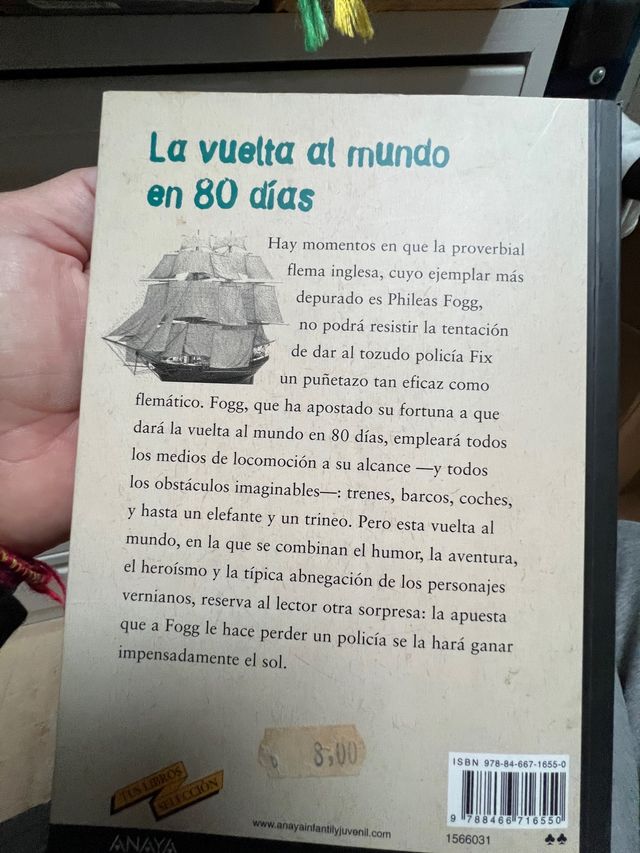 La vuelta al mundo
en 80 días
Hay momentos en que la proverbial
flema inglesa, cuyo ejemplar más
depurado es Phileas Fogg,
no podrá resistir la tentación
de dar al tozudo policía Fix
un puñetazo tan eficaz como
flemático. Fogg, que ha apostado su fortuna a que
dará la vuelta al mundo en 80 días, empleará todos
los medios de locomoción a su alcance —y todos
los obstáculos imaginables—: trenes, barcos, coches,
y hasta un elefante y un trineo. Pero esta vuelta al
mundo, en la que se combinan el humor, la aventura,
el heroísmo y la típica abnegación de los personajes
vernianos, reserva al lector otra sorpresa: la apuesta
que a Fogg le hace perder un policía se la hará ganar
impensadamente el sol.
8,00
TUS LIBROS
SELECCIÓN
ANAYA
www.anayainfantilyjuvenil.com
ISBN 978-84-667-1655-0
9 788466 716550
1566031